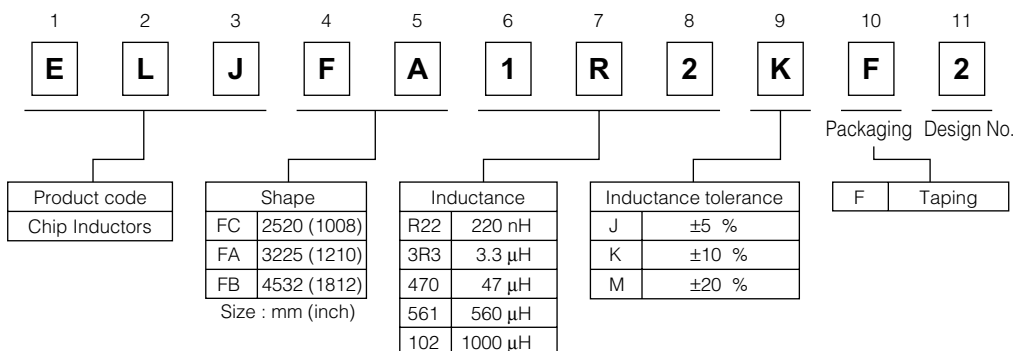 1 2 3 4 5 6 7 8 9 10 11
E L J F A 1 R 2 K F 2
Packaging Design No.
Product code
Chip Inductors
Shape
FC 2520 (1008)
FA 3225 (1210)
FB 4532 (1812)
Size : mm (inch)
Inductance
R22 220 nH
3R3 3.3 μH
470 47 μH
561 560 μH
102 1000 μH
Inductance tolerance
J ±5 %
K ±10 %
M ±20 %
F Taping